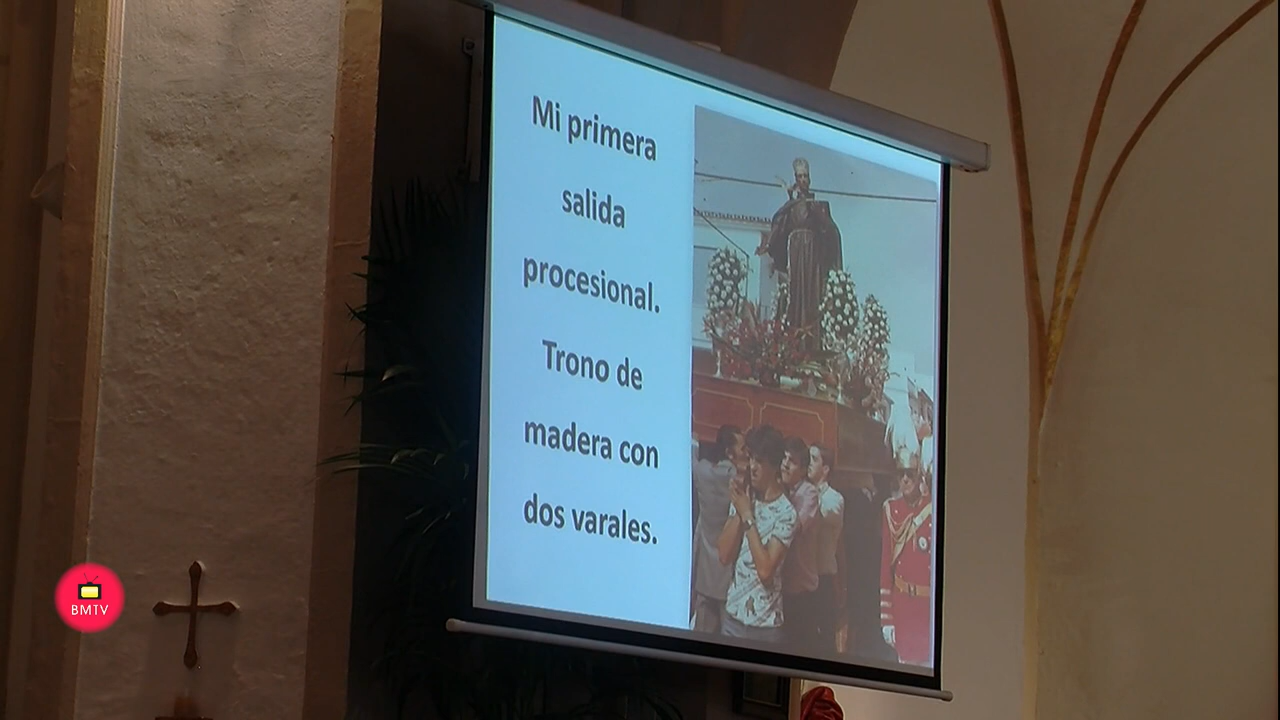 Mi primera
salida
procesional.
Trono de
madera con
dos varales.
BMTV